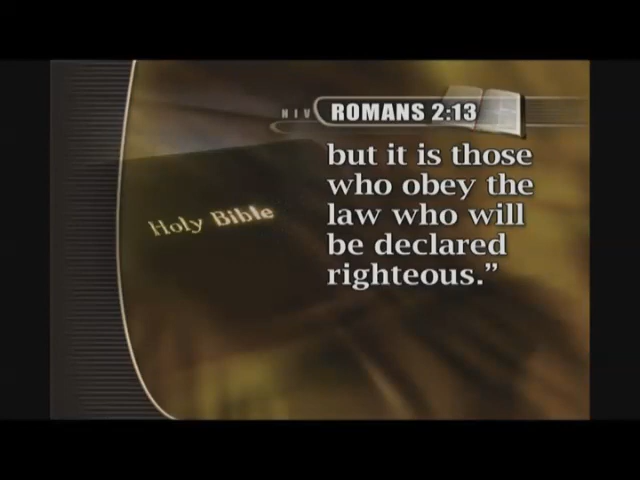 NIV ROMANS 2:13
but it is those
who obey the
law who will
be declared
righteous.”
Holy Bible